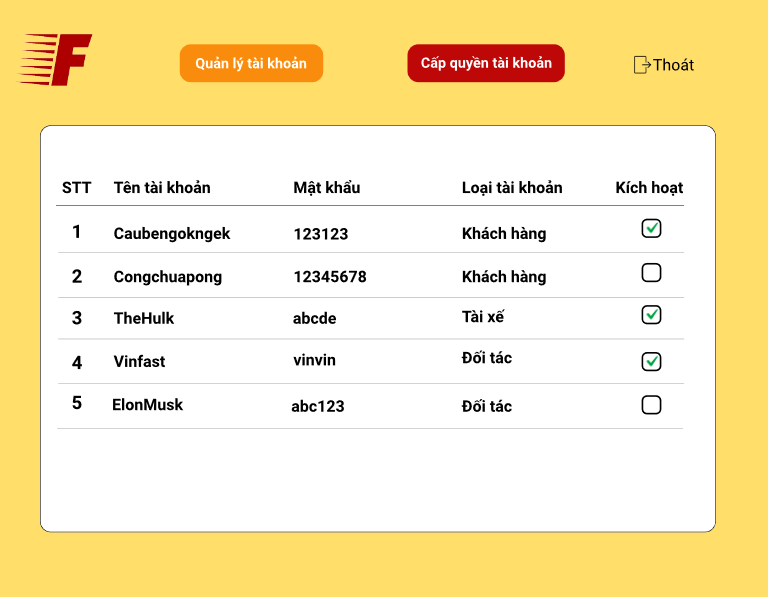 F
Quản lý tài khoản
Cấp quyền tài khoản
Thoát
STT Tên tài khoản Mật khẩu Loại tài khoản Kích hoạt
1 Caubengokngek 123123 Khách hàng
2 Congchuapong 12345678 Khách hàng
3 TheHulk abcde Tài xế
4 Vinfast vinvin Đối tác
5 ElonMusk abc123 Đối tác